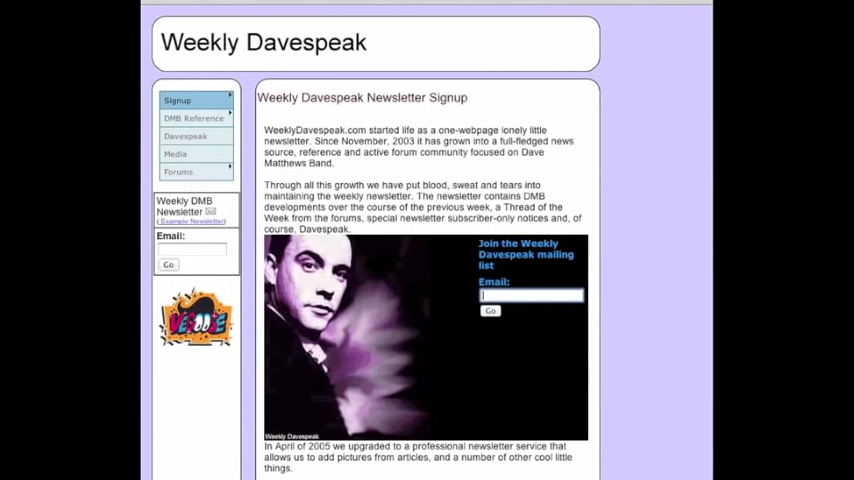 Weekly Davespeak
Signup
DMB Reference
Davespeak
Media
Forums
Weekly DMB
Newsletter
( Example Newsletter)
Email:
Go
Weekly Davespeak Newsletter Signup
WeeklyDavespeak.com started life as a one-webpage lonely little
newsletter. Since November, 2003 it has grown into a full-fledged news
source, reference and active forum community focused on Dave
Matthews Band.
Through all this growth we have put blood, sweat and tears into
maintaining the weekly newsletter. The newsletter contains DMB
developments over the course of the previous week, a Thread of the
Week from the forums, special newsletter subscriber-only notices and, of
course, Davespeak.
Join the Weekly
Davespeak mailing
list
Email:
Go
Weekly Davespeak
In April of 2005 we upgraded to a professional newsletter service that
allows us to add pictures from articles, and a number of other cool little
things.